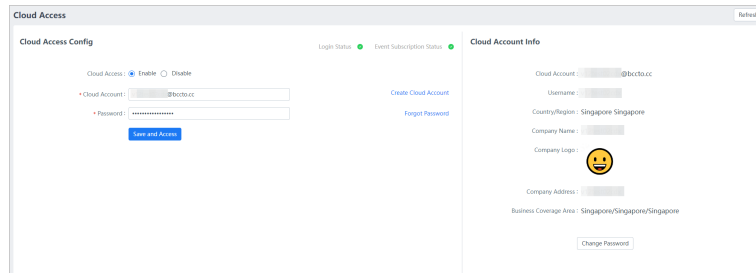 Cloud Access
Refres
Cloud Access Config
Login Status
Event Subscription Status
Cloud Access :
Enable
Disable
* Cloud Account :
@bccto.cc
Create Cloud Account
* Password :
••••••••••••••••••
Forgot Password
Save and Access
Cloud Account Info
Cloud Account :
@bccto.cc
Username :
Country/Region : Singapore Singapore
Company Name :
Company Logo :
Company Address :
Business Coverage Area : Singapore/Singapore/Singapore
Change Password